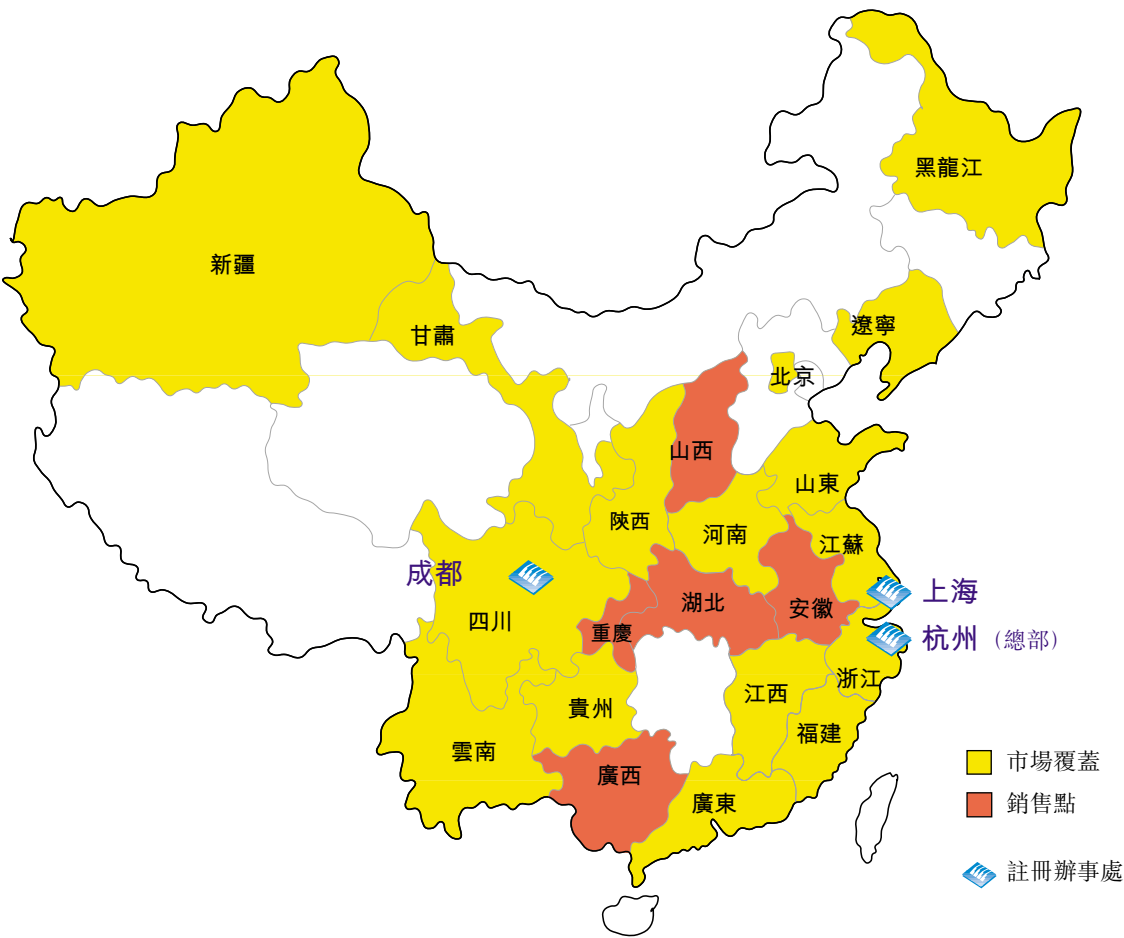 黑龍江
新疆
遼寧
甘肅
北京
山西
山東
陝西
河南
江蘇
成都
上海
湖北
安徽
四川
重慶
杭州（總部）
浙江
江西
貴州
福建
雲南
廣西
廣東
市場覆蓋
銷售點
註冊辦事處